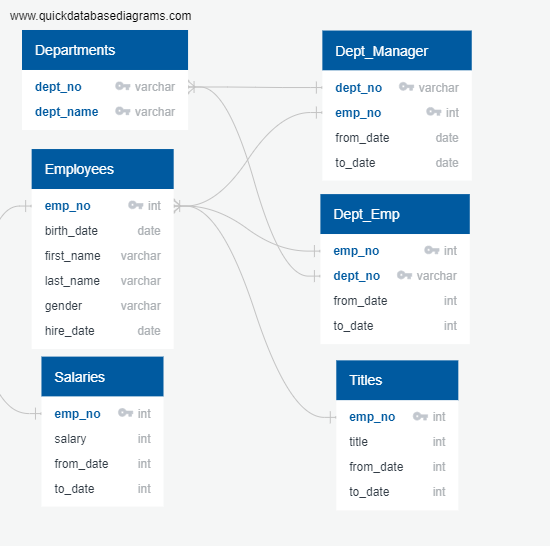 www.quickdatabasediagrams.com
Departments
dept_no varchar
dept_name varchar
Employees
emp_no int
birth_date date
first_name varchar
last_name varchar
gender varchar
hire_date date
Salaries
emp_no int
salary int
from_date int
to_date int
Dept_Manager
dept_no varchar
emp_no int
from_date date
to_date date
Dept_Emp
emp_no int
dept_no varchar
from_date int
to_date int
Titles
emp_no int
title int
from_date int
to_date int